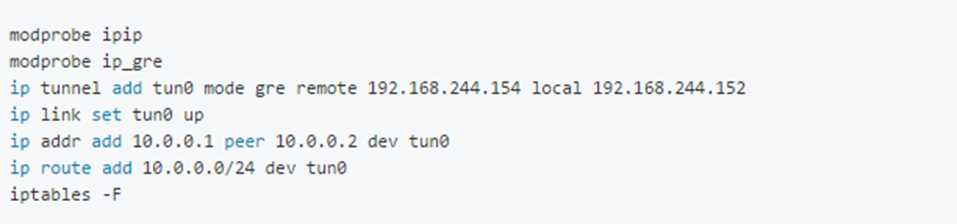 modprobe ipip
modprobe ip_gre
ip tunnel add tun0 mode gre remote 192.168.244.154 local 192.168.244.152
ip link set tun0 up
ip addr add 10.0.0.1 peer 10.0.0.2 dev tun0
ip route add 10.0.0.0/24 dev tun0
iptables -F